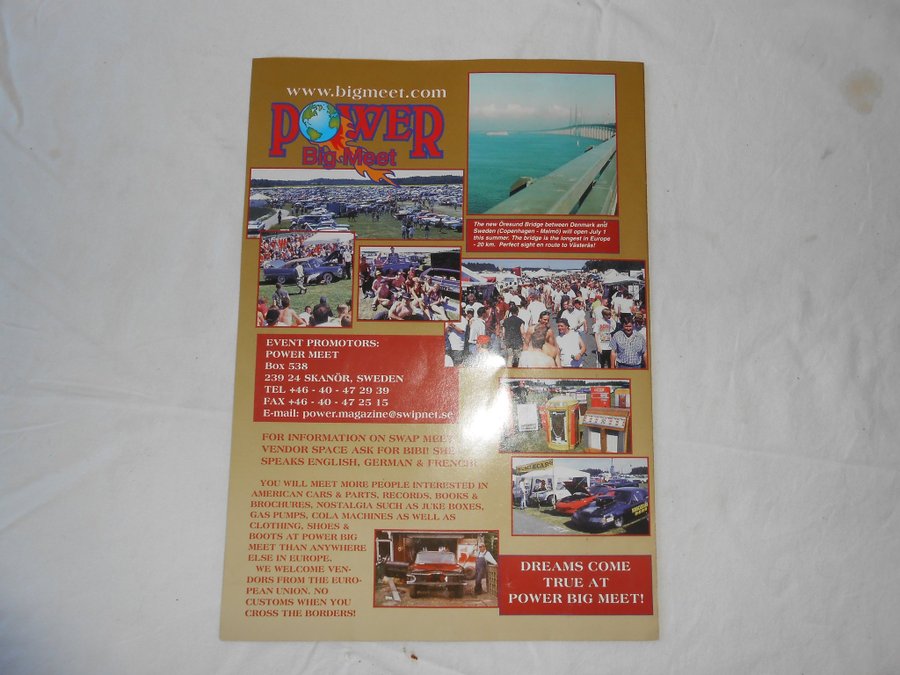 www.bigmeet.com
POWER
Big Meet
The new Öresund Bridge between Denmark and
Sweden (Copenhagen - Malmö) will open July 1
this summer. The bridge is the longest in Europe
- 20 km. Perfect sight en route to Västerås!
EVENT PROMOTORS:
POWER MEET
Box 538
239 24 SKANÖR, SWEDEN
TEL +46 - 40 - 47 29 39
FAX +46 - 40 - 47 25 15
E-mail: power.magazine@swipnet.se
FOR INFORMATION ON SWAP MEET
VENDOR SPACE ASK FOR BIBI! SHE
SPEAKS ENGLISH, GERMAN & FRENCH!
YOU WILL MEET MORE PEOPLE INTERESTED IN
AMERICAN CARS & PARTS, RECORDS, BOOKS &
BROCHURES, NOSTALGIA SUCH AS JUKE BOXES,
GAS PUMPS, COLA MACHINES AS WELL AS
CLOTHING, SHOES &
BOOTS AT POWER BIG
MEET THAN ANYWHERE
ELSE IN EUROPE.
WE WELCOME VEN-
DORS FROM THE EURO-
PEAN UNION. NO
CUSTOMS WHEN YOU
CROSS THE BORDERS!
DREAMS COME
TRUE AT
POWER BIG MEET!